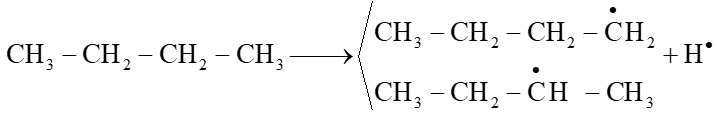 CH₃ – CH₂ – CH₂ – ĊH₂
CH₃ – CH₂ – CH₂ – CH₃ ⟶ + H•
CH₃ – CH₂ – ĊH – CH₃